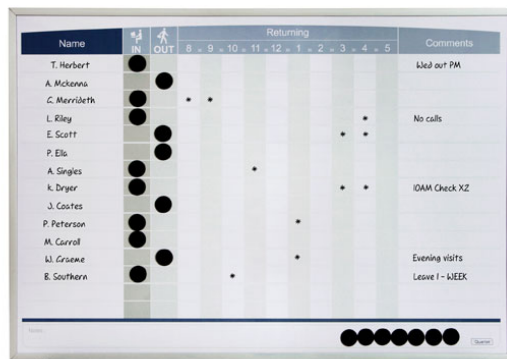 Name IN OUT Returning Comments
8 9 10 11 12 1 2 3 4 5
T. Herbert Wed out PM
A. Mckenna
C. Merrideth * *
L. Riley * No calls
E. Scott * *
P. Ella
A. Singles *
K. Dryer * * 10AM Check XZ
J. Coates
P. Peterson *
M. Carroll
W. Graeme * Evening visits
B. Southern * Leave 1 - WEEK
Notes: